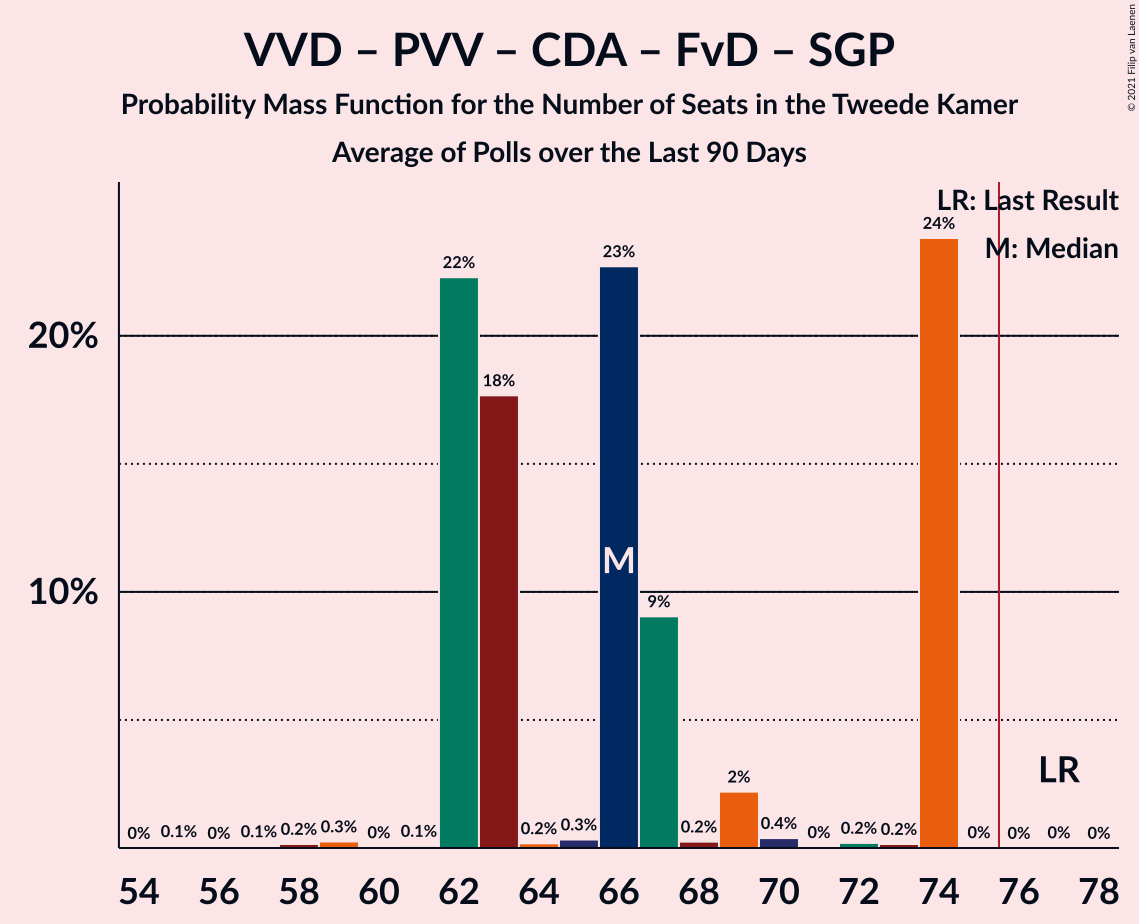 VVD – PVV – CDA – FvD – SGP
Probability Mass Function for the Number of Seats in the Tweede Kamer
Average of Polls over the Last 90 Days
© 2021 Filip van Laenen
LR: Last Result
M: Median
20%
10%
0% 0.1% 0% 0.1% 0.2% 0.3% 0% 0.1% 22% 18% 0.2% 0.3% 23% 9% 0.2% 2% 0.4% 0% 0.2% 0.2% 24% 0% 0% 0% 0%
M
LR
54 56 58 60 62 64 66 68 70 72 74 76 78